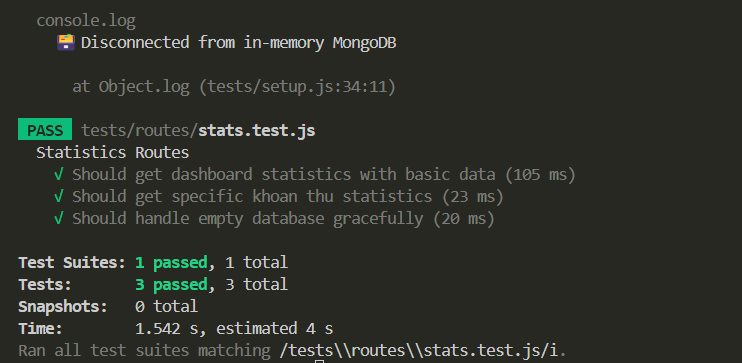 console.log
Disconnected from in-memory MongoDB
at Object.log (tests/setup.js:34:11)
PASS tests/routes/stats.test.js
Statistics Routes
√ Should get dashboard statistics with basic data (105 ms)
√ Should get specific khoan thu statistics (23 ms)
√ Should handle empty database gracefully (20 ms)
Test Suites: 1 passed, 1 total
Tests: 3 passed, 3 total
Snapshots: 0 total
Time: 1.542 s, estimated 4 s
Ran all test suites matching /tests\\routes\\stats.test.js/i.